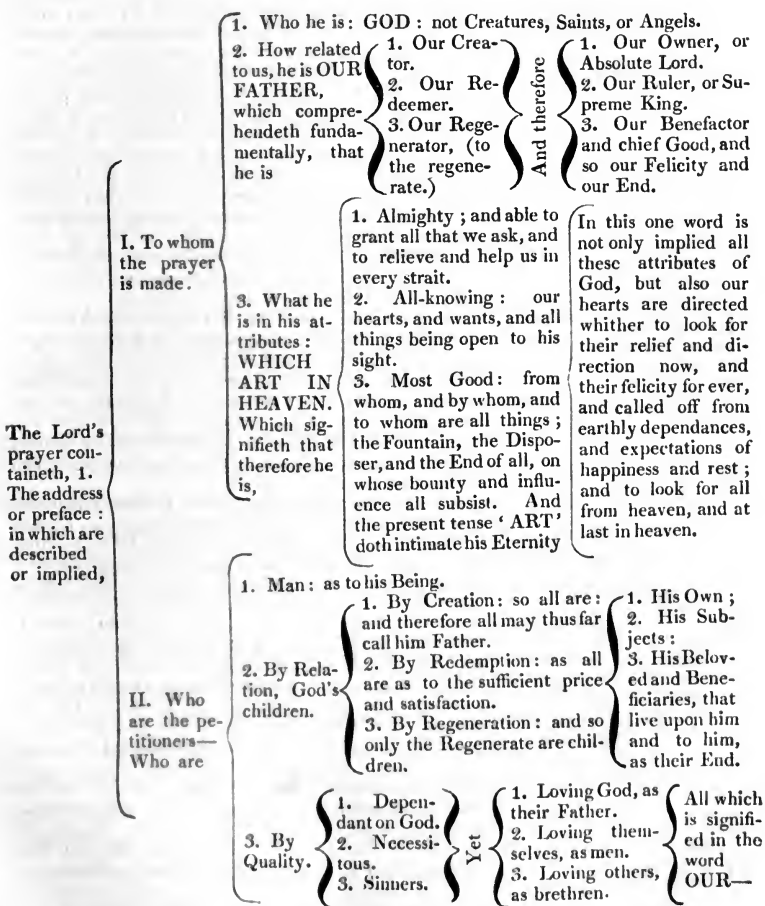 The Lord's
prayer con-
taineth, 1.
The address
or preface :
in which are
described
or implied,
I. To whom
the prayer
is made.
1. Who he is: GOD : not Creatures, Saints, or Angels.
2. How related
to us, he is OUR
FATHER,
which compre-
hendeth funda-
mentally, that
he is
1. Our Crea-
tor.
2. Our Re-
deemer.
3. Our Rege-
nerator, (to
the regene-
rate.)
And therefore
1. Our Owner, or
Absolute Lord.
2. Our Ruler, or Su-
preme King.
3. Our Benefactor
and chief Good, and
so our Felicity and
our End.
3. What he
is in his at-
tributes :
WHICH
ART IN
HEAVEN.
Which sig-
nifieth that
therefore he
is,
1. Almighty ; and able to
grant all that we ask, and
to relieve and help us in
every strait.
2. All-knowing : our
hearts, and wants, and all
things being open to his
sight.
3. Most Good : from
whom, and by whom, and
to whom are all things ;
the Fountain, the Dispo-
ser, and the End of all, on
whose bounty and influ-
ence all subsist. And
the present tense ‘ ART’
doth intimate his Eternity
In this one word is
not only implied all
these attributes of
God, but also our
hearts are directed
whither to look for
their relief and di-
rection now, and
their felicity for ever,
and called off from
earthly dependances,
and expectations of
happiness and rest ;
and to look for all
from heaven, and at
last in heaven.
II. Who
are the pe-
titioners—
Who are
1. Man : as to his Being.
2. By Rela-
tion, God's
children.
1. By Creation : so all are :
and therefore all may thus far
call him Father.
2. By Redemption : as all
are as to the sufficient price
and satisfaction.
3. By Regeneration : and so
only the Regenerate are chil-
dren.
1. His Own ;
2. His Sub-
jects :
3. His Belov-
ed and Bene-
ficiaries, that
live upon him
and to him,
as their End.
3. By
Quality.
1. Depen-
dant on God.
2. Necessi-
tous.
3. Sinners.
Yet
1. Loving God, as
their Father.
2. Loving them-
selves, as men.
3. Loving others,
as brethren.
All which
is signifi-
ed in the
word
OUR—